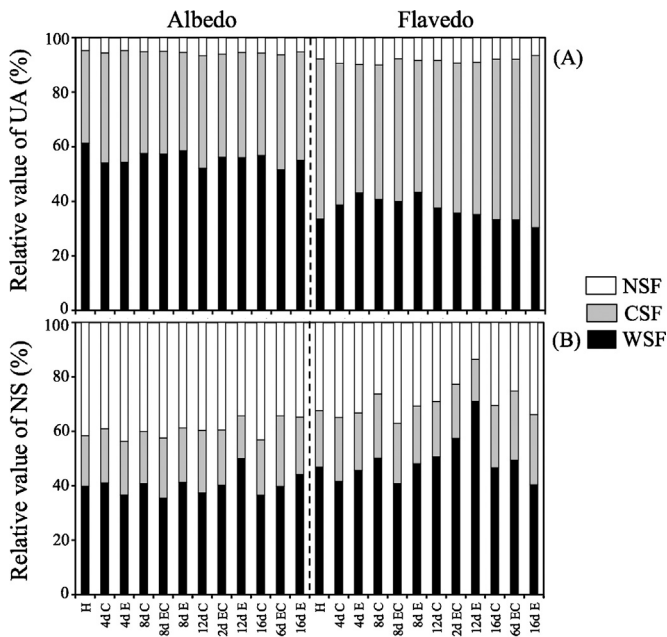 Albedo
Flavedo
(A)
Relative value of UA (%)
100
80
60
40
20
0
NSF
CSF
WSF
(B)
Relative value of NS (%)
100
80
60
40
20
0
H
4d C
4d E
8d C
8d EC
8d E
12d C
2d EC
12d E
16d C
6d EC
16d E
H
4d C
4d E
8d C
8d EC
8d E
12d C
2d EC
12d E
16d C
6d EC
16d E